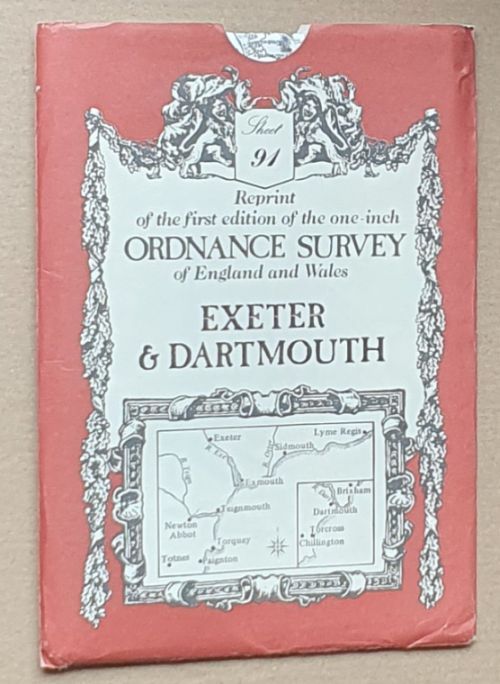 Sheet
91
Reprint
of the first edition of the one-inch
ORDNANCE SURVEY
of England and Wales
EXETER
& DARTMOUTH
Exeter
Lyme Regis
R. Exe
Sidmouth
Exmouth
Brixham
Teignmouth
Dartmouth
Newton
Abbot
Torcross
Torquay
Chillington
Totnes
Paignton